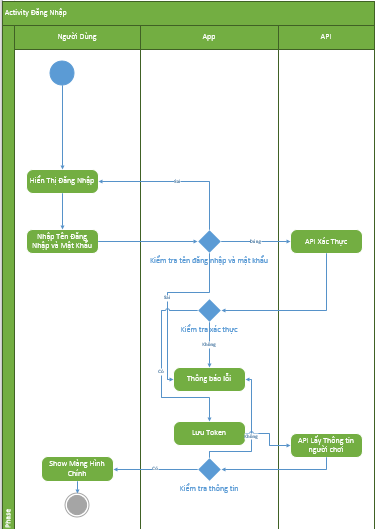 Activity Đăng Nhập
Người Dùng
App
API
Hiển Thị Đăng Nhập
Sai
Nhập Tên Đăng
Nhập và Mật Khẩu
Đúng
API Xác Thực
Kiểm tra tên đăng nhập và mật khẩu
Kiểm tra xác thực
Không
Có
Thông báo lỗi
Lưu Token
Không
API Lấy Thông tin
người chơi
Show Màng Hình
Chính
Có
Kiểm tra thông tin
Phase